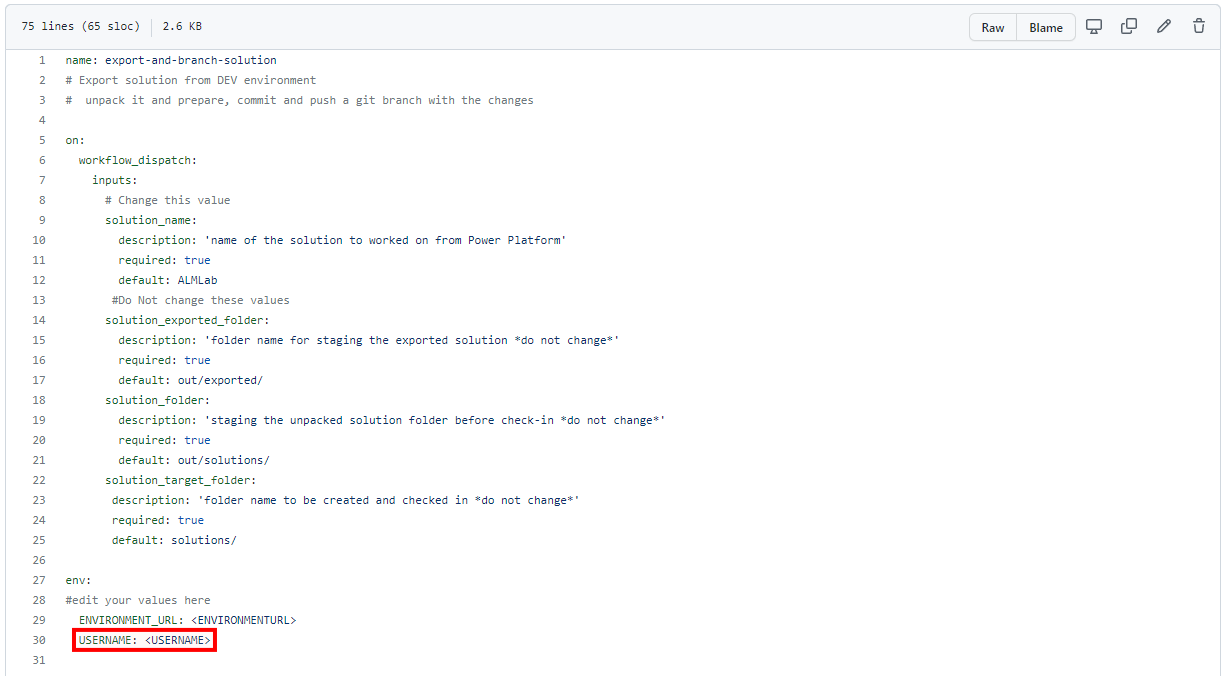 75 lines (65 sloc) 2.6 KB Raw Blame
1 name: export-and-branch-solution
2 # Export solution from DEV environment
3 #  unpack it and prepare, commit and push a git branch with the changes
4
5 on:
6   workflow_dispatch:
7     inputs:
8       # Change this value
9       solution_name:
10         description: 'name of the solution to worked on from Power Platform'
11         required: true
12         default: ALMLab
13        #Do Not change these values
14       solution_exported_folder:
15         description: 'folder name for staging the exported solution *do not change*'
16         required: true
17         default: out/exported/
18       solution_folder:
19         description: 'staging the unpacked solution folder before check-in *do not change*'
20         required: true
21         default: out/solutions/
22       solution_target_folder:
23        description: 'folder name to be created and checked in *do not change*'
24        required: true
25        default: solutions/
26
27 env:
28 #edit your values here
29   ENVIRONMENT_URL: <ENVIRONMENTURL>
30   USERNAME: <USERNAME>
31